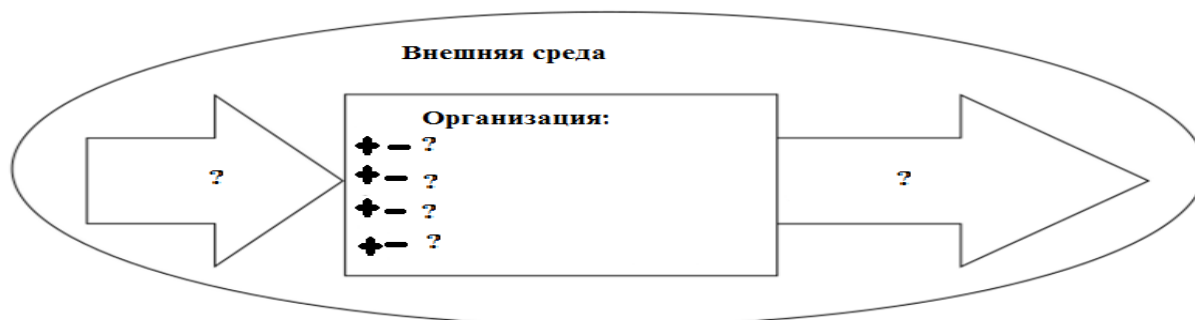 Внешняя среда
Организация:
+ – ?
+ – ?
+ – ?
+ – ?
?
?